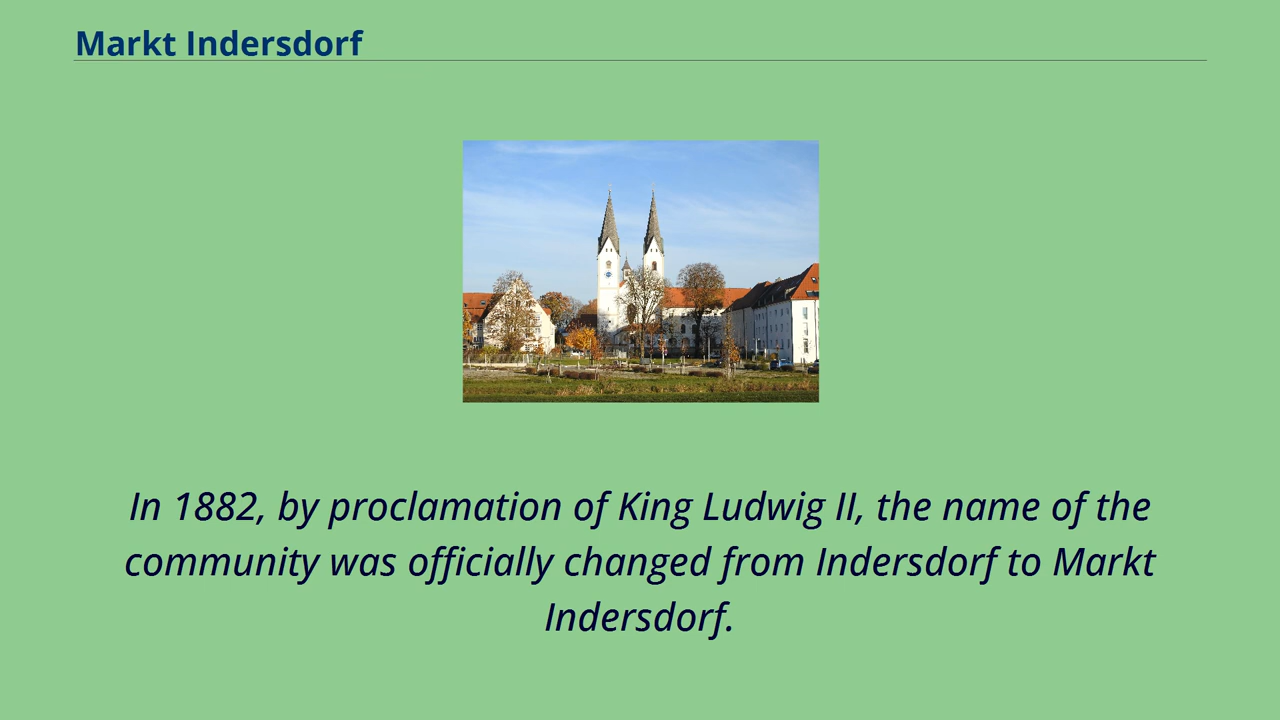 Markt Indersdorf
In 1882, by proclamation of King Ludwig II, the name of the
community was officially changed from Indersdorf to Markt
Indersdorf.